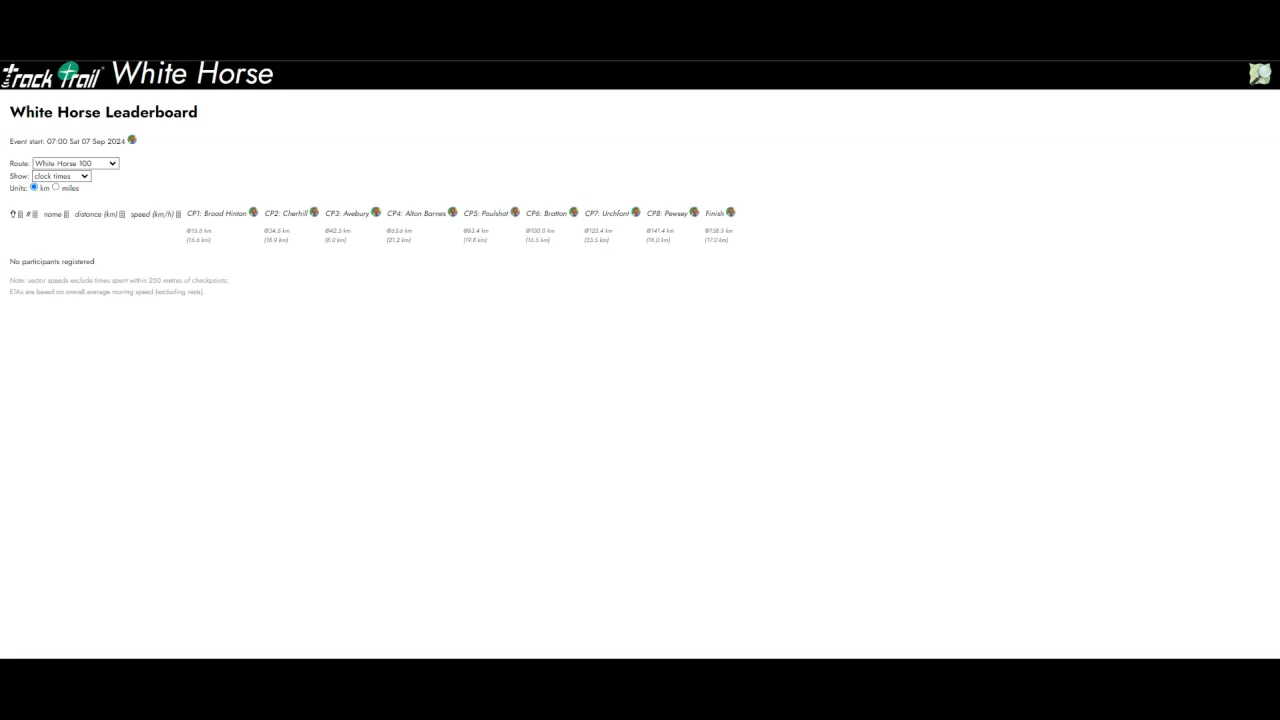 Track Trail White Horse
White Horse Leaderboard
Event start: 07:00 Sat 07 Sep 2024
Route: White Horse 100
Show: clock times
Units: km miles
# name distance (km) speed (km/h) CP1: Broad Hinton CP2: Cherhill CP3: Avebury CP4: Alton Barnes CP5: Poulshot CP6: Bratton CP7: Urchfont CP8: Pewsey Finish
@15.6 km @34.5 km @42.5 km @63.6 km @83.4 km @100.0 km @123.4 km @141.4 km @158.5 km
(15.6 km) (18.9 km) (8.0 km) (21.2 km) (19.8 km) (16.5 km) (23.5 km) (18.0 km) (17.0 km)
No participants registered
Note: sector speeds exclude times spent within 250 metres of checkpoints;
ETAs are based on overall average moving speed (excluding rests).